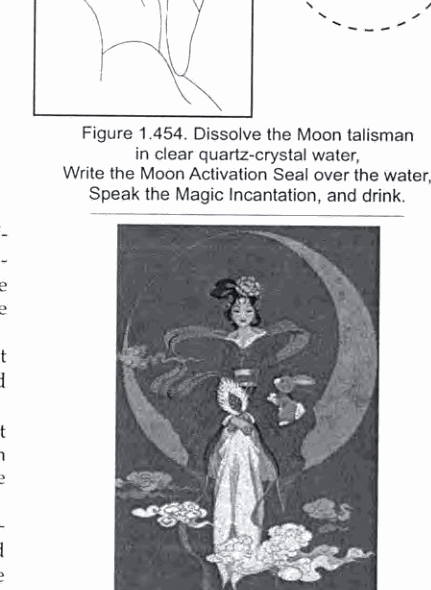 Figure 1.454. Dissolve the Moon talisman
in clear quartz-crystal water,
Write the Moon Activation Seal over the water,
Speak the Magic Incantation, and drink.